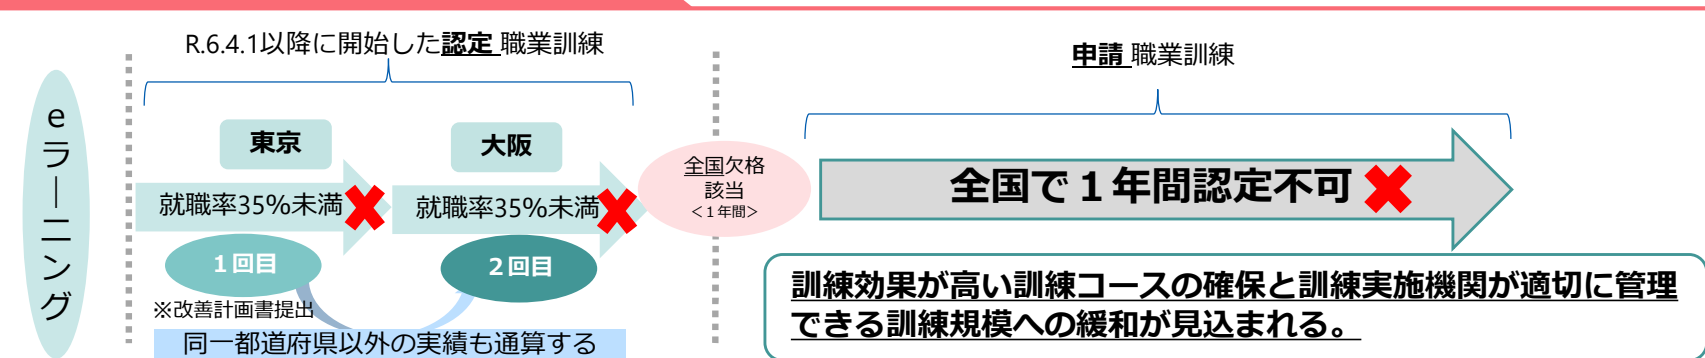 R.6.4.1以降に開始した認定 職業訓練
申請 職業訓練
eラーニング
東京
大阪
就職率35%未満
就職率35%未満
全国欠格
該当
<1年間>
全国で1年間認定不可
1回目
2回目
※改善計画書提出
同一都道府県以外の実績も通算する
訓練効果が高い訓練コースの確保と訓練実施機関が適切に管理
できる訓練規模への緩和が見込まれる。